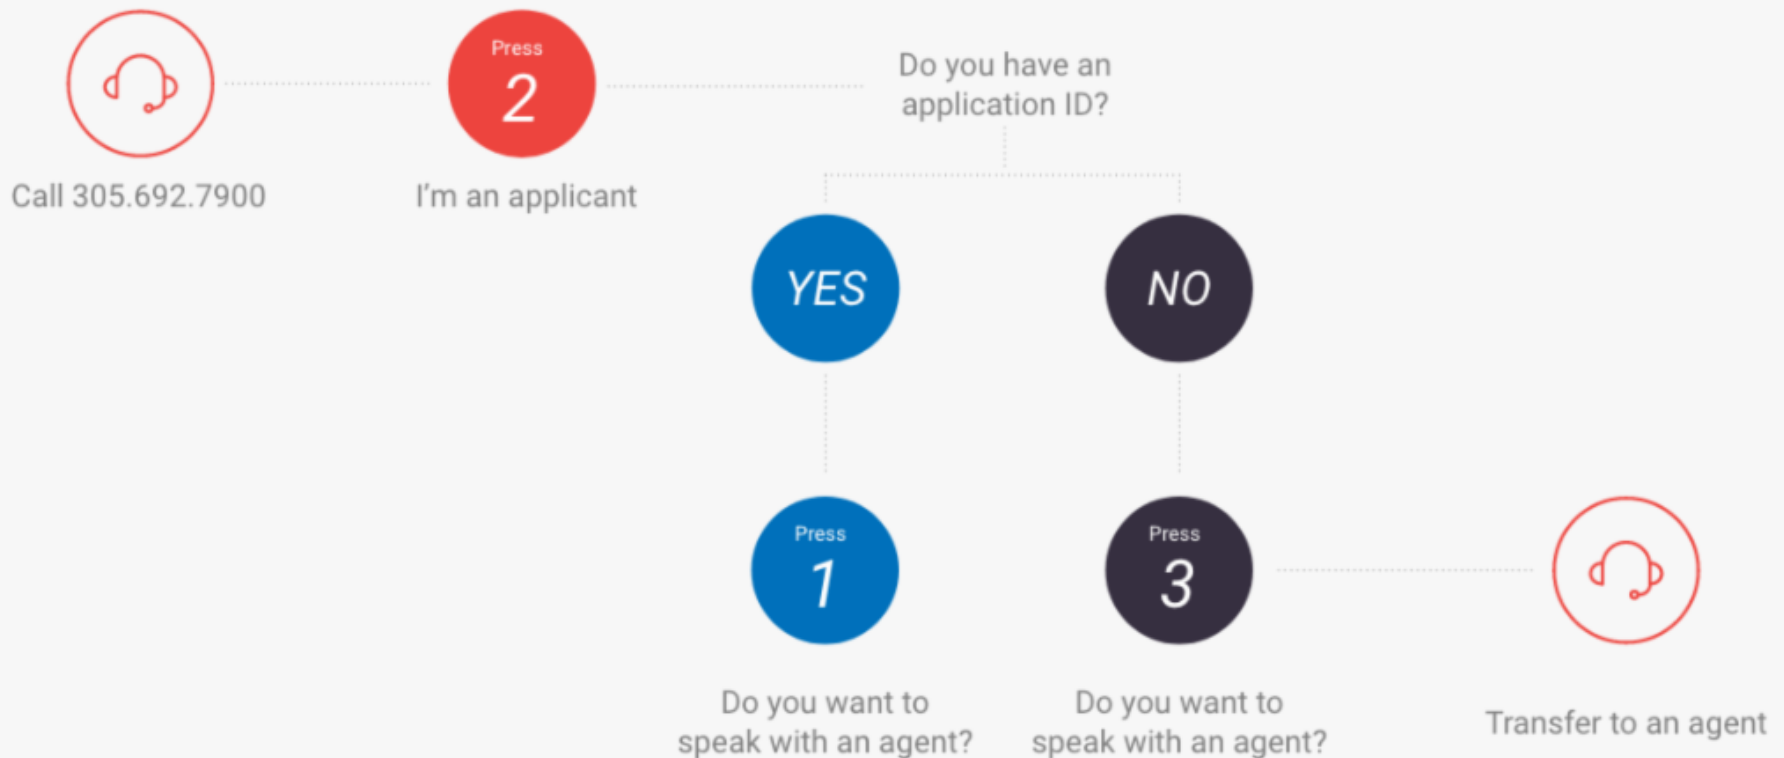 Press
2
Do you have an
application ID?
Call 305.692.7900
I'm an applicant
YES
NO
Press
1
Press
3
Do you want to
speak with an agent?
Do you want to
speak with an agent?
Transfer to an agent